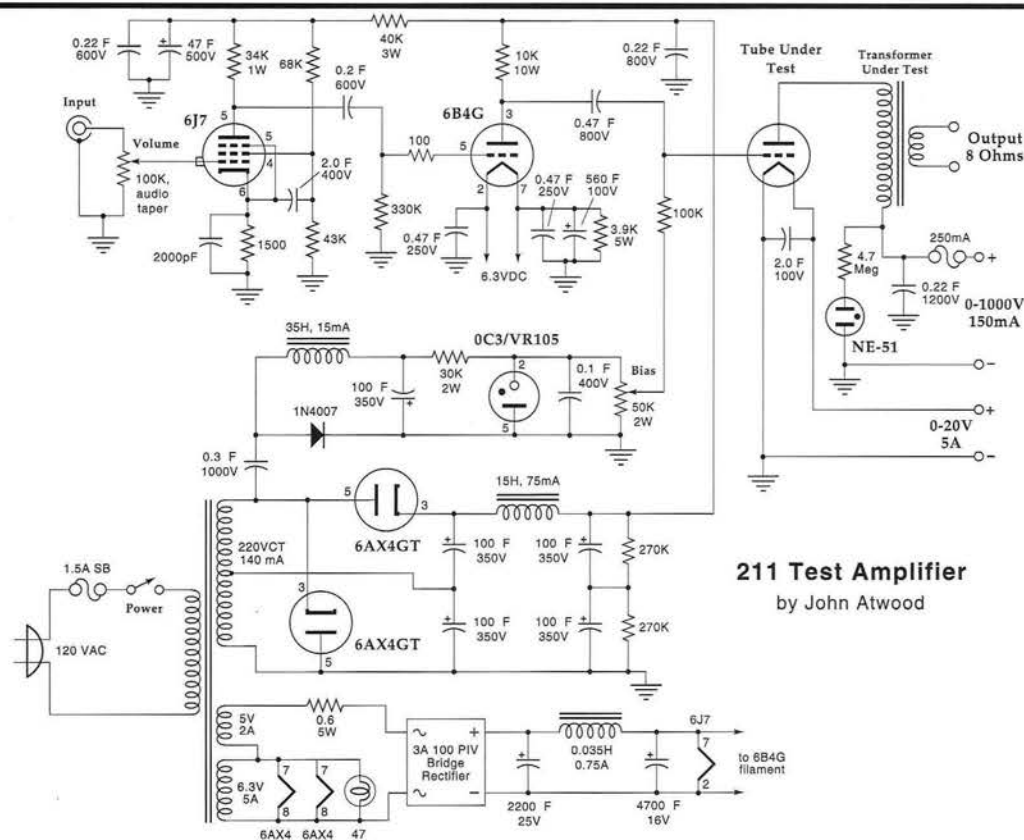 0.22 F
600V
47 F
500V
34K
1W
68K
40K
3W
0.2 F
600V
10K
10W
0.22 F
800V
Tube Under
Test
Transformer
Under Test
Input
Volume
100K,
audio
taper
6J7
5
5
4
6
2.0 F
400V
2000pF
1500
43K
330K
100
6B4G
5
3
2
7
0.47 F
800V
0.47 F
250V
560 F
100V
0.47 F
250V
3.9K
5W
6.3VDC
100K
2.0 F
100V
Output
8 Ohms
4.7
Meg
250mA
+
0.22 F
1200V
0-1000V
150mA
NE-51
−
+
0-20V
5A
−
35H, 15mA
30K
2W
100 F
350V
+
0C3/VR105
2
5
0.1 F
400V
Bias
50K
2W
1N4007
0.3 F
1000V
5
3
6AX4GT
15H, 75mA
220VCT
140 mA
3
5
6AX4GT
+
100 F
350V
+
100 F
350V
270K
+
100 F
350V
+
100 F
350V
270K
1.5A SB
Power
120 VAC
211 Test Amplifier
by John Atwood
5V
2A
0.6
5W
6.3V
5A
7
8
6AX4
7
8
6AX4
47
~
+
3A 100 PIV
Bridge
Rectifier
~
−
0.035H
0.75A
+
2200 F
25V
+
4700 F
16V
6J7
7
2
to 6B4G
filament